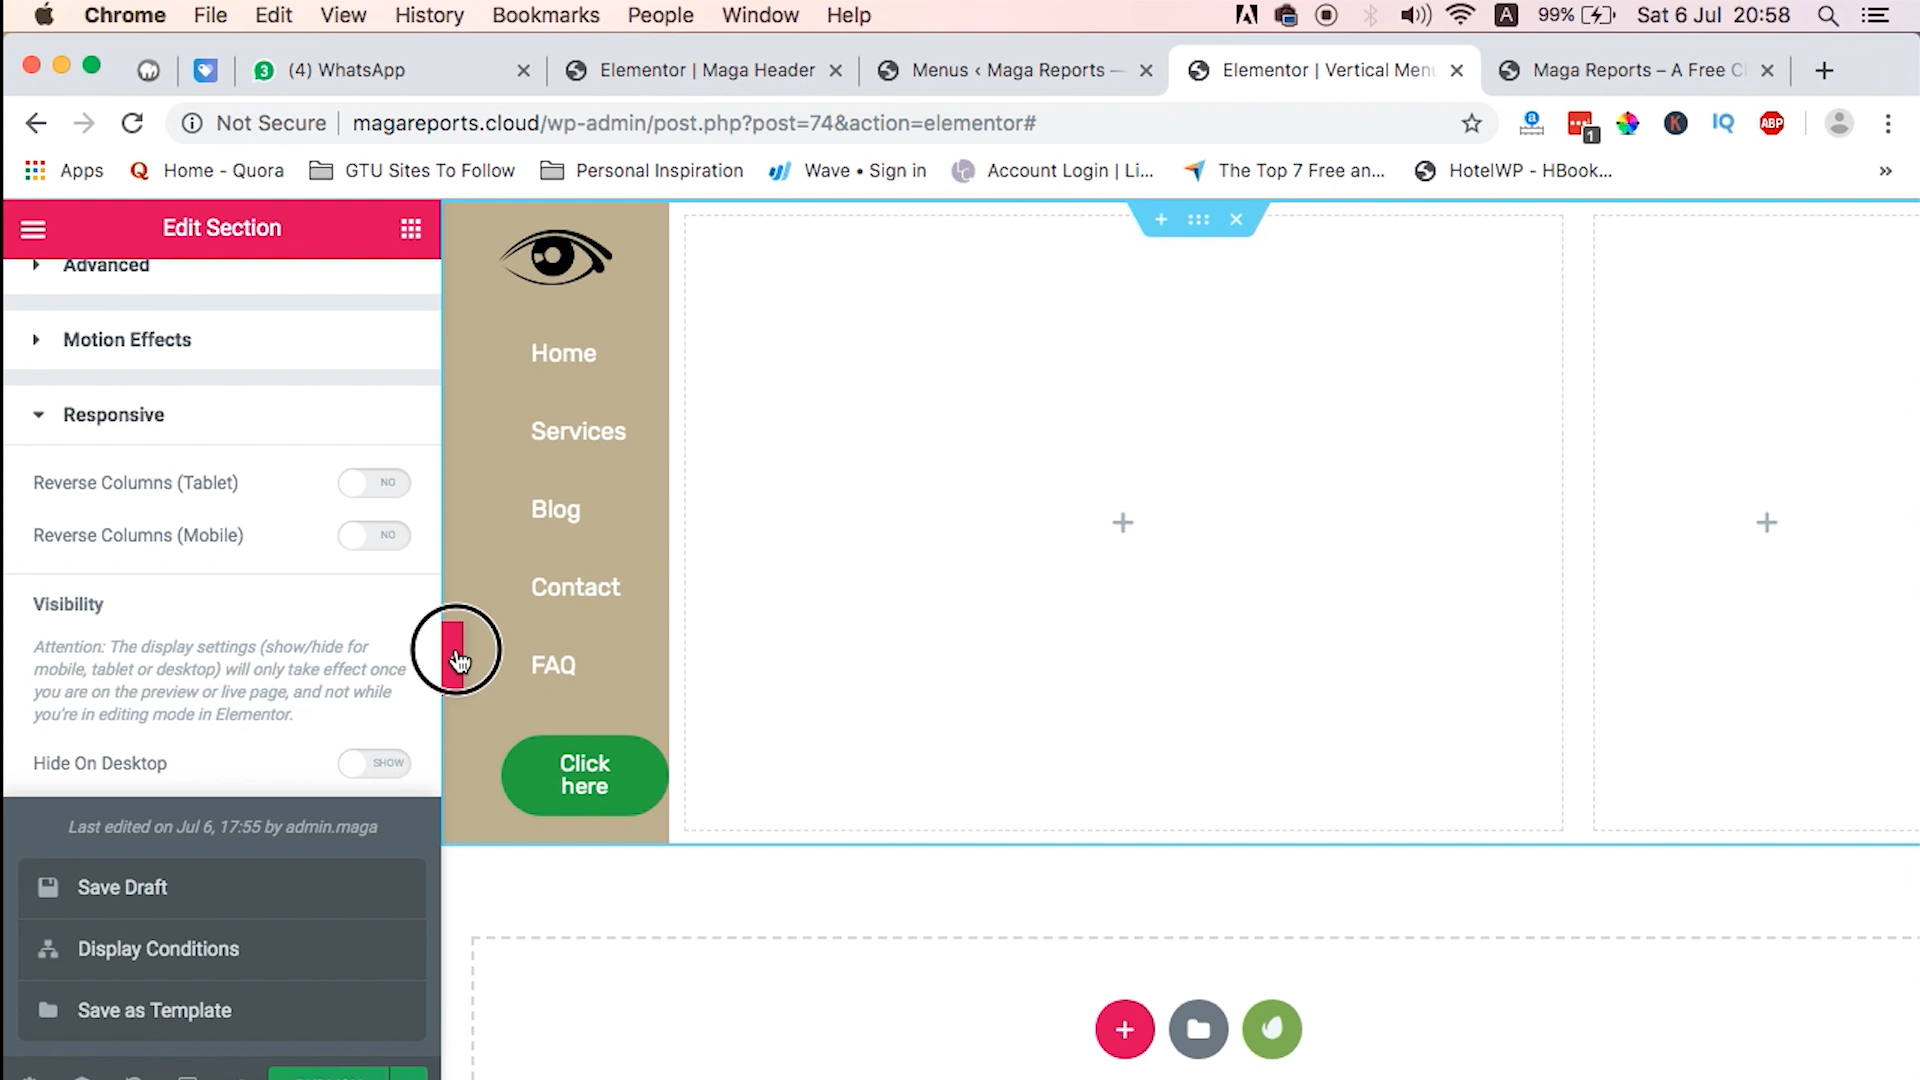 Chrome File Edit View History Bookmarks People Window Help
A 99% Sat 6 Jul 20:58
3 (4) WhatsApp
Elementor | Maga Header
Menus ‹ Maga Reports —
Elementor | Vertical Menu
Maga Reports – A Free C
Not Secure magareports.cloud/wp-admin/post.php?post=74&action=elementor#
a 1 K IQ ABP
Apps Q Home - Quora GTU Sites To Follow Personal Inspiration Wave • Sign in Account Login | Li... The Top 7 Free an... HotelWP - HBook... »
Edit Section
Advanced
Motion Effects
Responsive
Reverse Columns (Tablet) NO
Reverse Columns (Mobile) NO
Visibility
Attention: The display settings (show/hide for
mobile, tablet or desktop) will only take effect once
you are on the preview or live page, and not while
you're in editing mode in Elementor.
Hide On Desktop SHOW
Last edited on Jul 6, 17:55 by admin.maga
Save Draft
Display Conditions
Save as Template
Home
Services
Blog
Contact
FAQ
Click
here